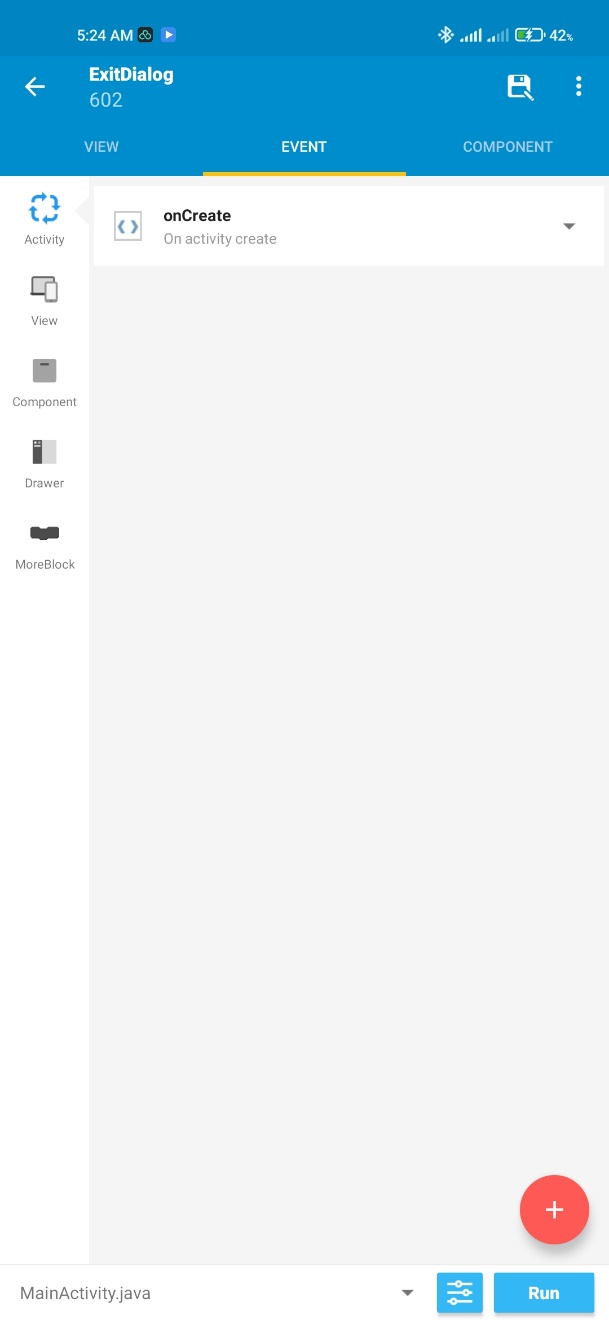 5:24 AM
42%
ExitDialog
602
VIEW
EVENT
COMPONENT
Activity
onCreate
On activity create
View
Component
Drawer
MoreBlock
MainActivity.java
Run